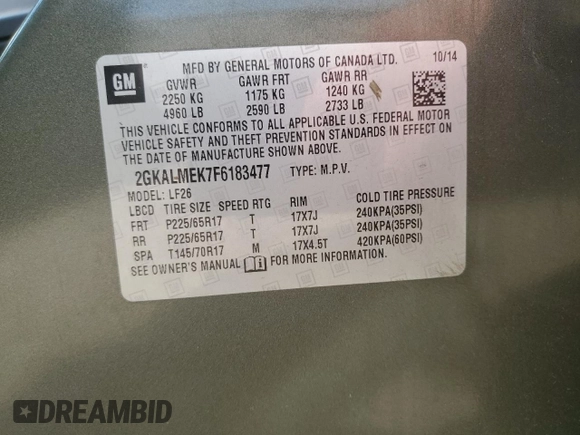 GM
MFD BY GENERAL MOTORS OF CANADA LTD. 10/14
GVWR GAWR FRT GAWR RR
2250 KG 1175 KG 1240 KG
4960 LB 2590 LB 2733 LB
THIS VEHICLE CONFORMS TO ALL APPLICABLE U.S. FEDERAL MOTOR
VEHICLE SAFETY AND THEFT PREVENTION STANDARDS IN EFFECT ON
THE DATE OF MANUFACTURE SHOWN ABOVE.
2GKALMEK7F6183477 TYPE: M.P.V.
MODEL: LF26
LBCD TIRE SIZE SPEED RTG RIM COLD TIRE PRESSURE
FRT P225/65R17 T 17X7J 240KPA(35PSI)
RR P225/65R17 T 17X7J 240KPA(35PSI)
SPA T145/70R17 M 17X4.5T 420KPA(60PSI)
SEE OWNER'S MANUAL FOR MORE INFORMATION.
DREAMBID